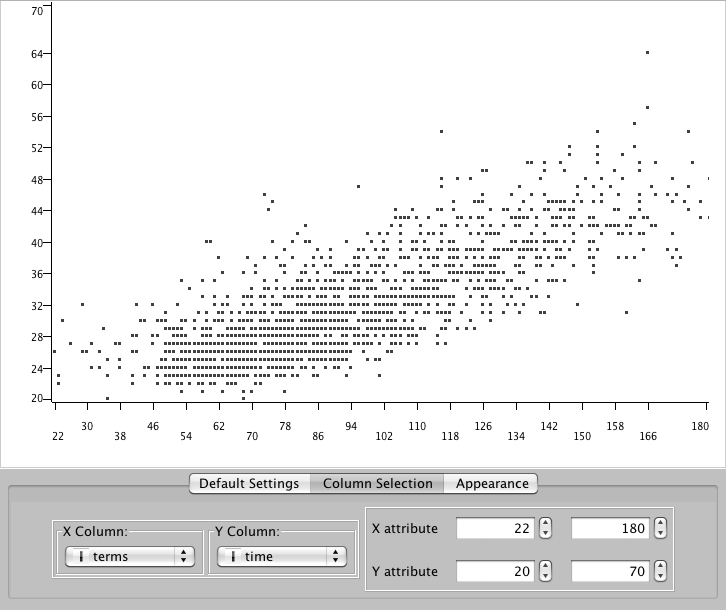 70
64
60
56
52
48
44
40
36
32
28
24
20
30 46 62 78 94 110 126 142 158 180
22 38 54 70 86 102 118 134 150 166
Default Settings Column Selection Appearance
X Column: Y Column:
X attribute 22 180
I terms I time
Y attribute 20 70